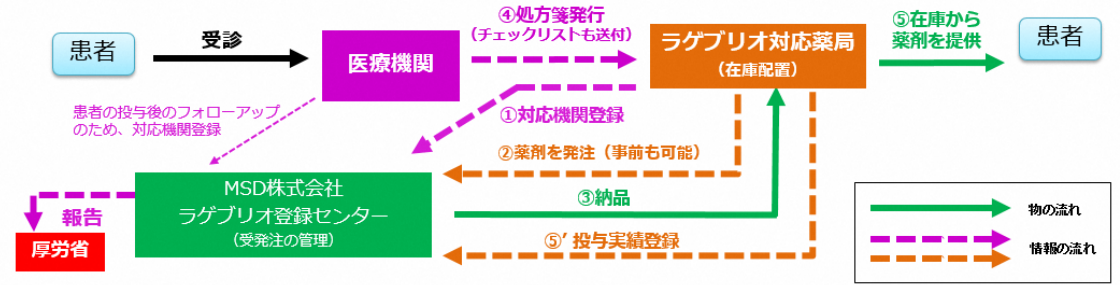 患者
受診
医療機関
④処方箋発行
（チェックリストも送付）
ラゲブリオ対応薬局
（在庫配置）
⑤在庫から
薬剤を提供
患者
患者の投与後のフォローアップ
のため、対応機関登録
①対応機関登録
②薬剤を発注（事前も可能）
MSD株式会社
ラゲブリオ登録センター
（受発注の管理）
③納品
⑤’投与実績登録
報告
厚労省
物の流れ
情報の流れ